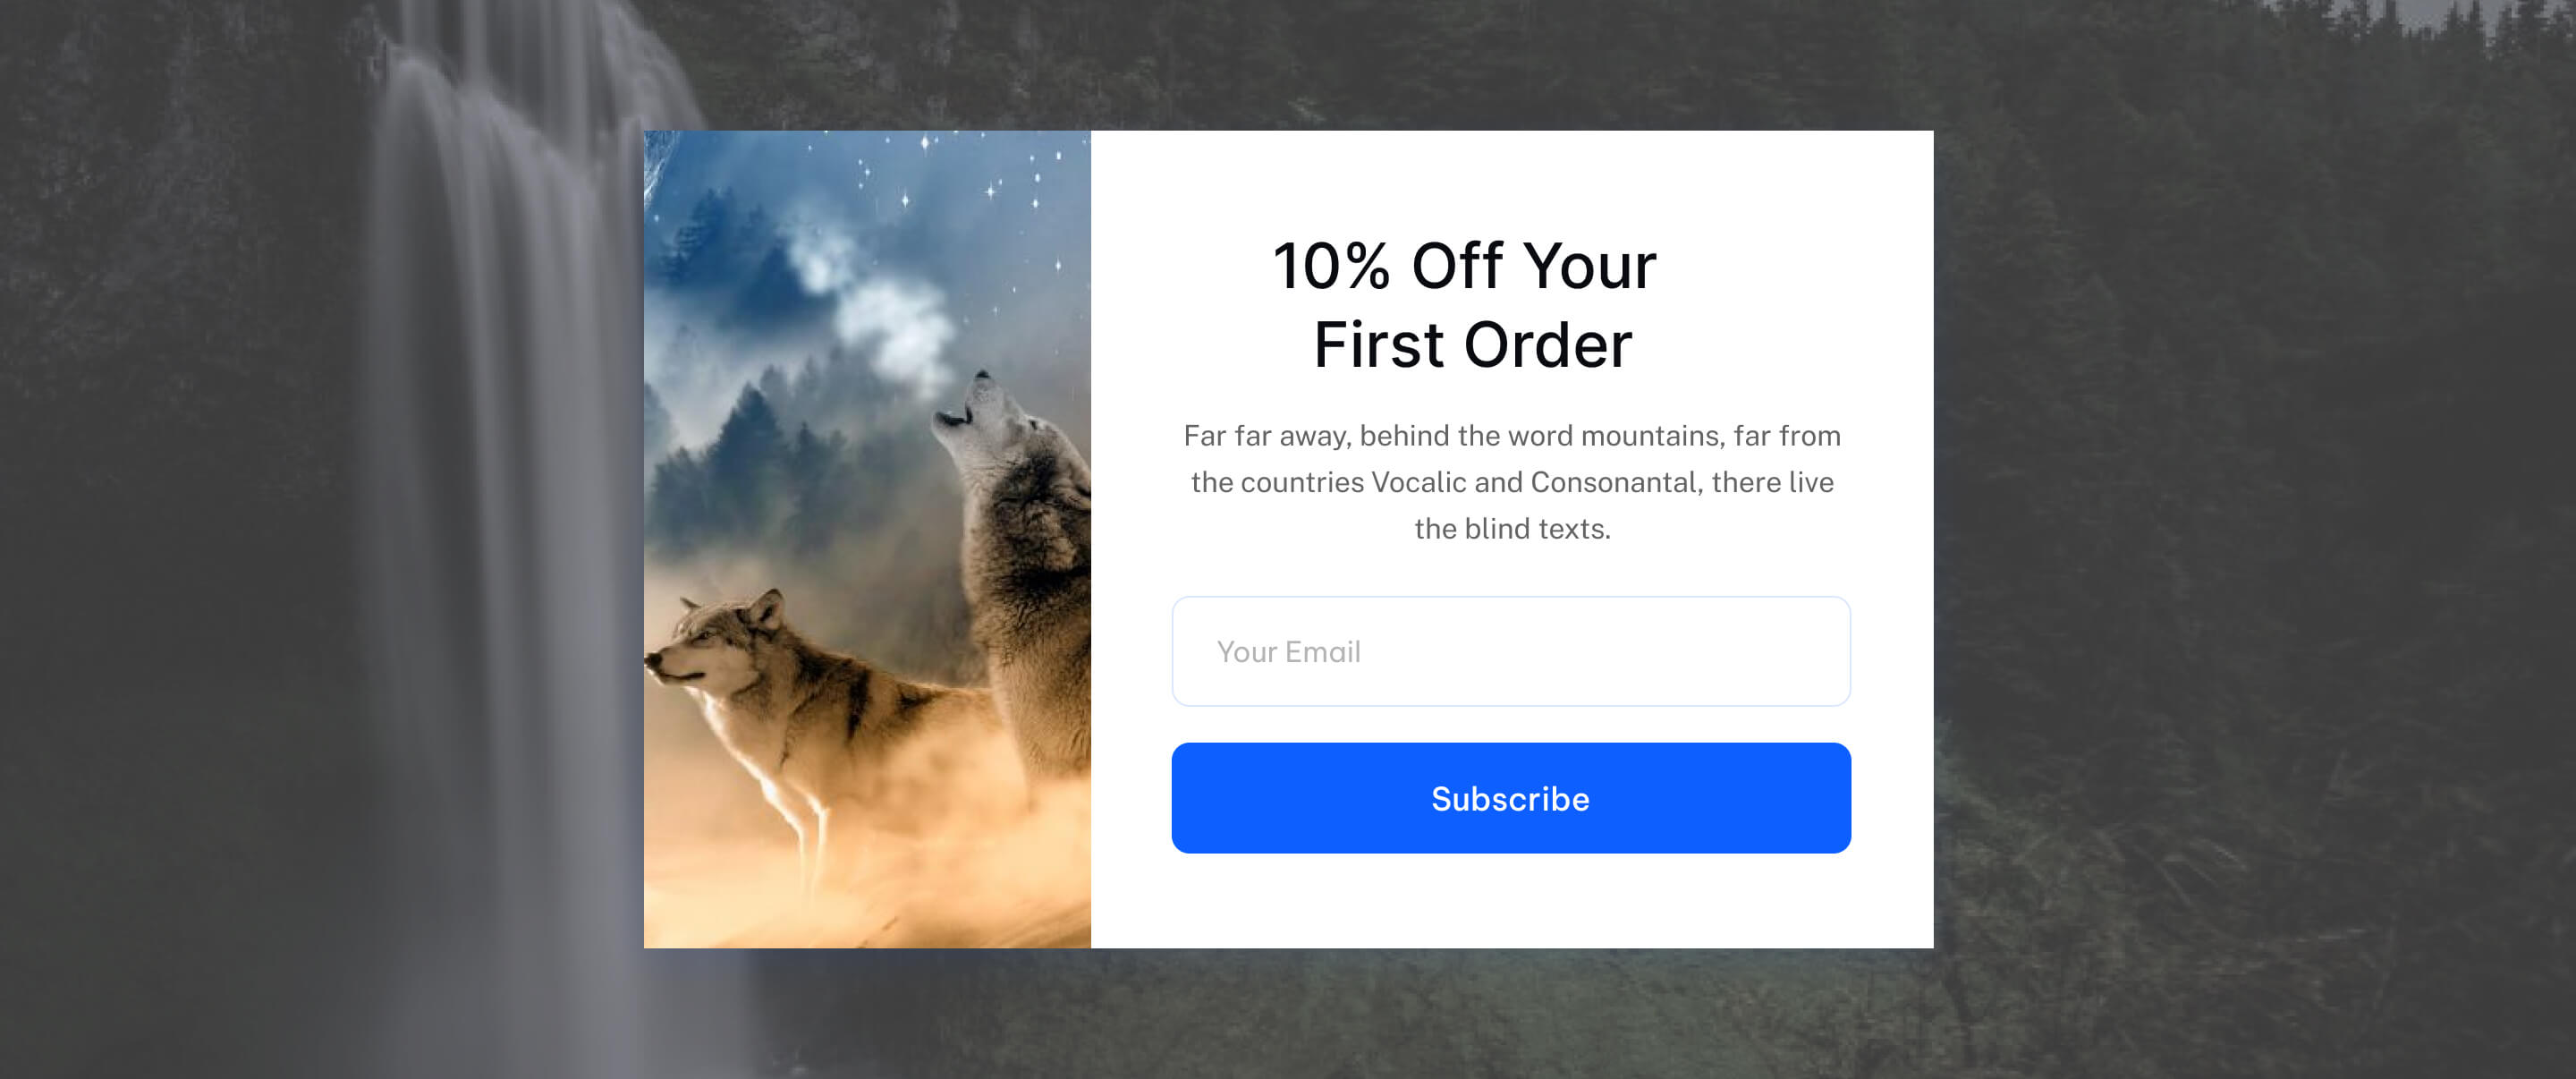 10% Off Your
First Order
Far far away, behind the word mountains, far from
the countries Vocalic and Consonantal, there live
the blind texts.
Your Email
Subscribe